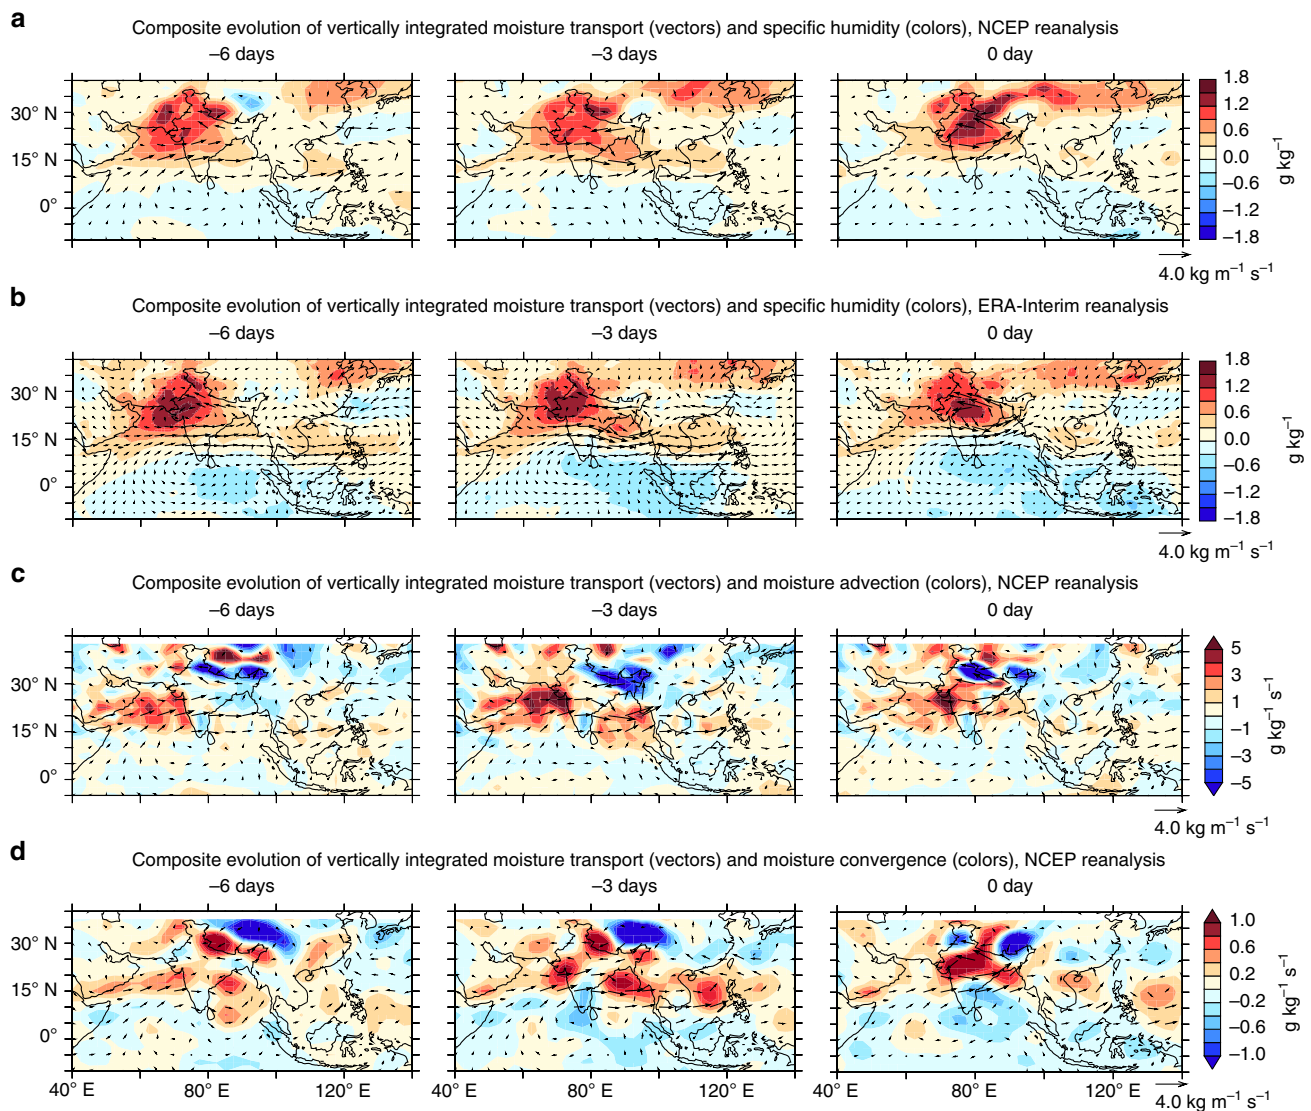 a
Composite evolution of vertically integrated moisture transport (vectors) and specific humidity (colors), NCEP reanalysis
–6 days –3 days 0 day
30° N
15° N
0°
1.8
1.2
0.6
0.0
–0.6
–1.2
–1.8
g kg⁻¹
4.0 kg m⁻¹ s⁻¹
b
Composite evolution of vertically integrated moisture transport (vectors) and specific humidity (colors), ERA-Interim reanalysis
–6 days –3 days 0 day
30° N
15° N
0°
1.8
1.2
0.6
0.0
–0.6
–1.2
–1.8
g kg⁻¹
4.0 kg m⁻¹ s⁻¹
c
Composite evolution of vertically integrated moisture transport (vectors) and moisture advection (colors), NCEP reanalysis
–6 days –3 days 0 day
30° N
15° N
0°
5
3
1
–1
–3
–5
g kg⁻¹ s⁻¹
4.0 kg m⁻¹ s⁻¹
d
Composite evolution of vertically integrated moisture transport (vectors) and moisture convergence (colors), NCEP reanalysis
–6 days –3 days 0 day
30° N
15° N
0°
1.0
0.6
0.2
–0.2
–0.6
–1.0
g kg⁻¹ s⁻¹
40° E 80° E 120° E 40° E 80° E 120° E 40° E 80° E 120° E
4.0 kg m⁻¹ s⁻¹